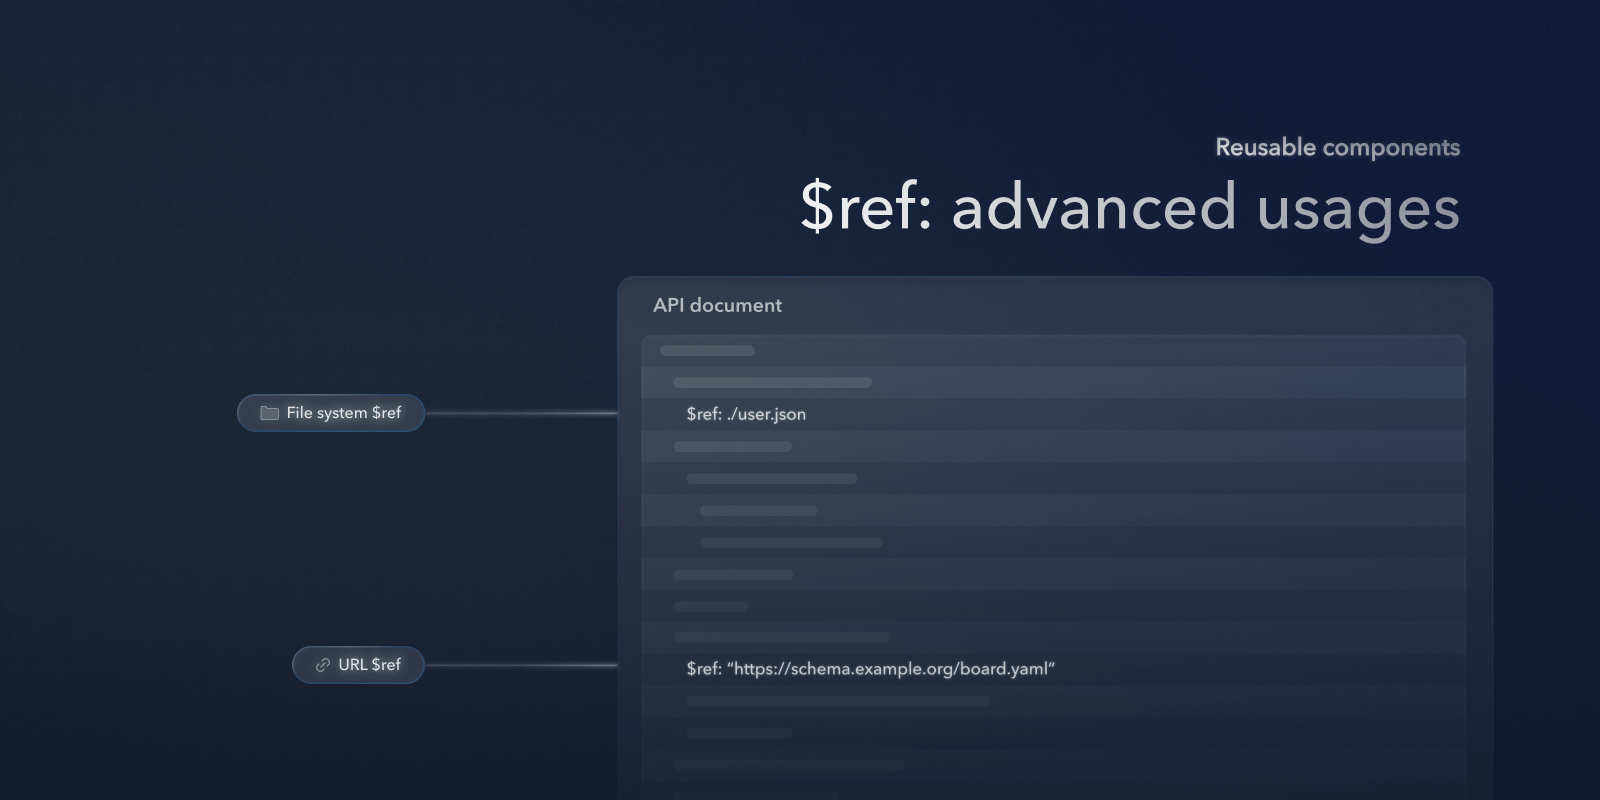 Reusable components
$ref: advanced usages
API document
File system $ref
$ref: ./user.json
URL $ref
$ref: ”https://schema.example.org/board.yaml”